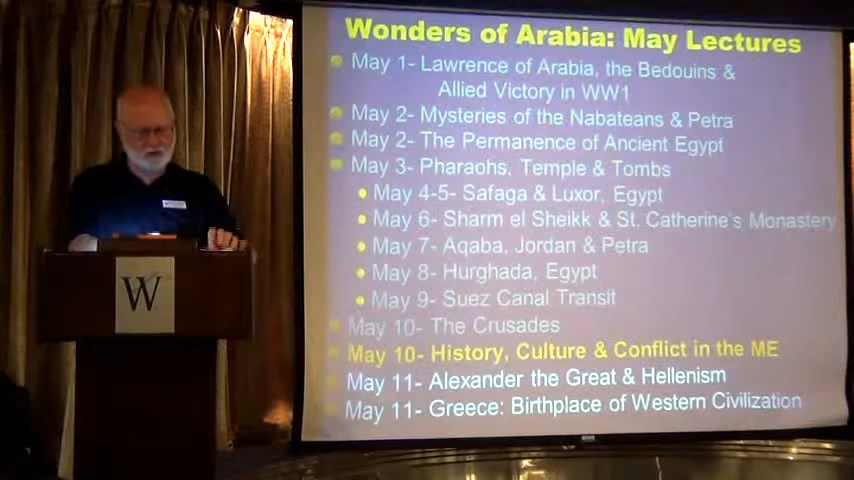 Wonders of Arabia: May Lectures
May 1- Lawrence of Arabia, the Bedouins &
Allied Victory in WW1
May 2- Mysteries of the Nabateans & Petra
May 2- The Permanence of Ancient Egypt
May 3- Pharaohs, Temple & Tombs
May 4-5- Safaga & Luxor, Egypt
May 6- Sharm el Sheikk & St. Catherine's Monastery
May 7- Aqaba, Jordan & Petra
May 8- Hurghada, Egypt
May 9- Suez Canal Transit
May 10- The Crusades
May 10- History, Culture & Conflict in the ME
May 11- Alexander the Great & Hellenism
May 11- Greece: Birthplace of Western Civilization
W